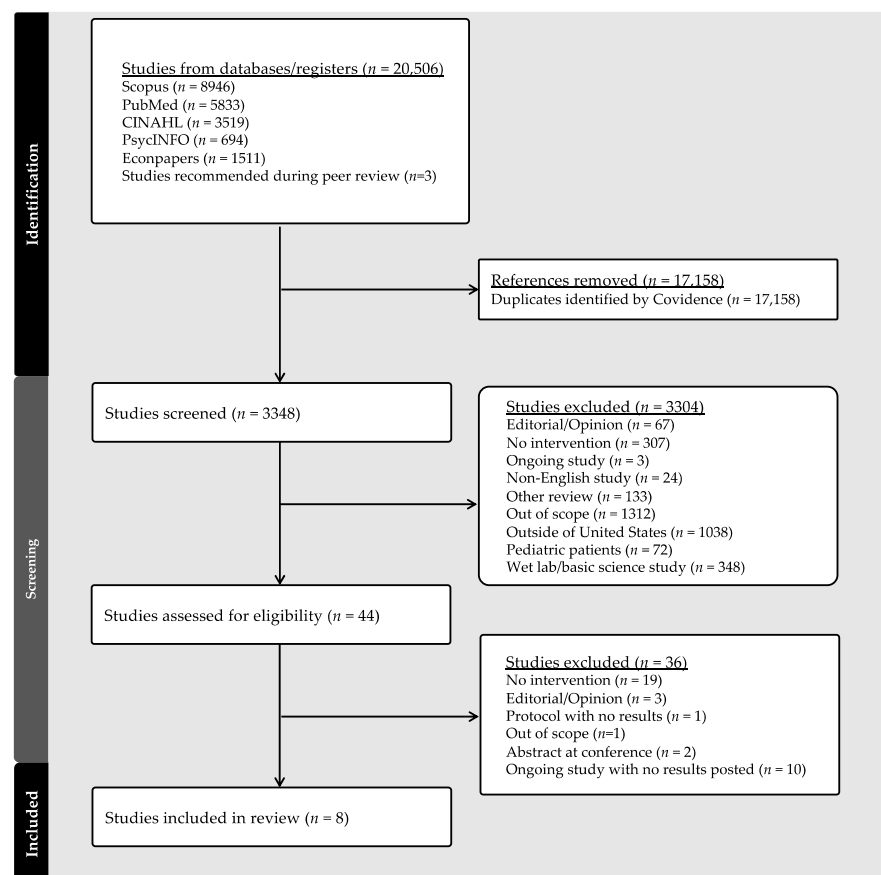 Identification
Studies from databases/registers (n = 20,506)
Scopus (n = 8946)
PubMed (n = 5833)
CINAHL (n = 3519)
PsycINFO (n = 694)
Econpapers (n = 1511)
Studies recommended during peer review (n=3)
References removed (n = 17,158)
Duplicates identified by Covidence (n = 17,158)
Screening
Studies screened (n = 3348)
Studies excluded (n = 3304)
Editorial/Opinion (n = 67)
No intervention (n = 307)
Ongoing study (n = 3)
Non-English study (n = 24)
Other review (n = 133)
Out of scope (n = 1312)
Outside of United States (n = 1038)
Pediatric patients (n = 72)
Wet lab/basic science study (n = 348)
Studies assessed for eligibility (n = 44)
Studies excluded (n = 36)
No intervention (n = 19)
Editorial/Opinion (n = 3)
Protocol with no results (n = 1)
Out of scope (n=1)
Abstract at conference (n = 2)
Ongoing study with no results posted (n = 10)
Included
Studies included in review (n = 8)